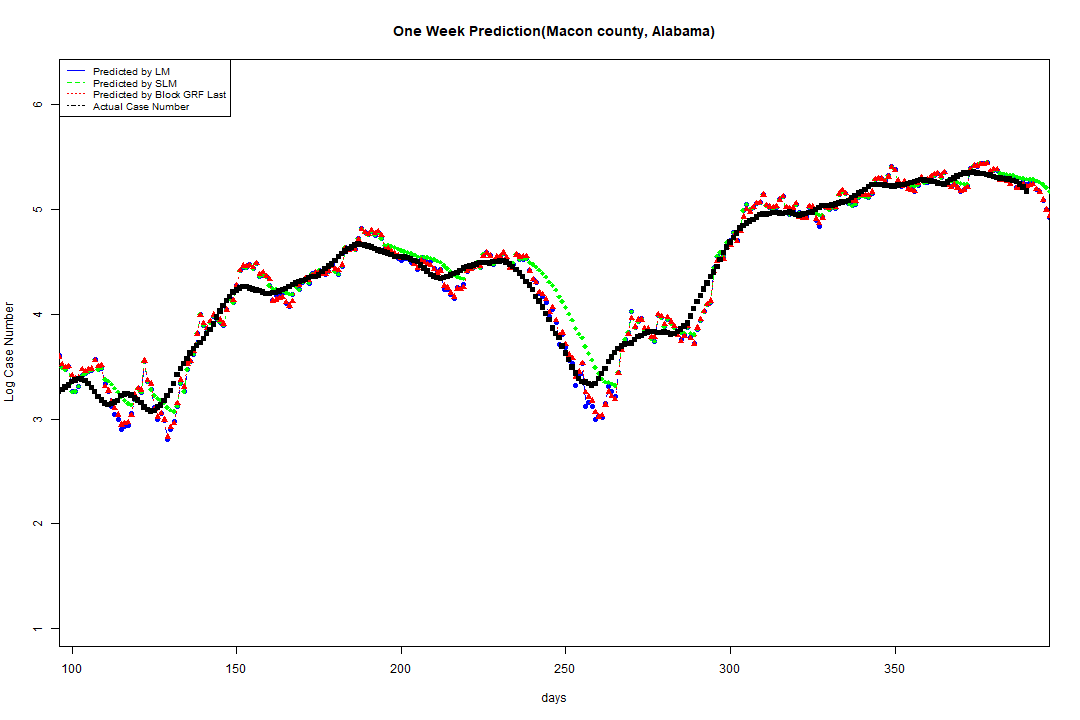 One Week Prediction(Macon county, Alabama)
Predicted by LM
Predicted by SLM
Predicted by Block GRF Last
Actual Case Number
6
5
4
3
2
1
Log Case Number
100 150 200 250 300 350
days